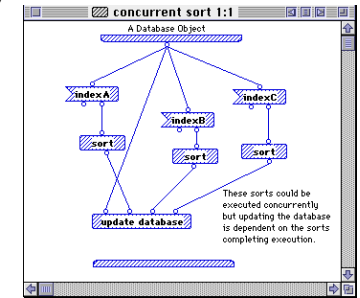 concurrent sort 1:1
A Database Object
indexA
indexB
indexC
sort
sort
sort
These sorts could be
executed concurrently
but updating the database
is dependent on the sorts
completing execution.
update database